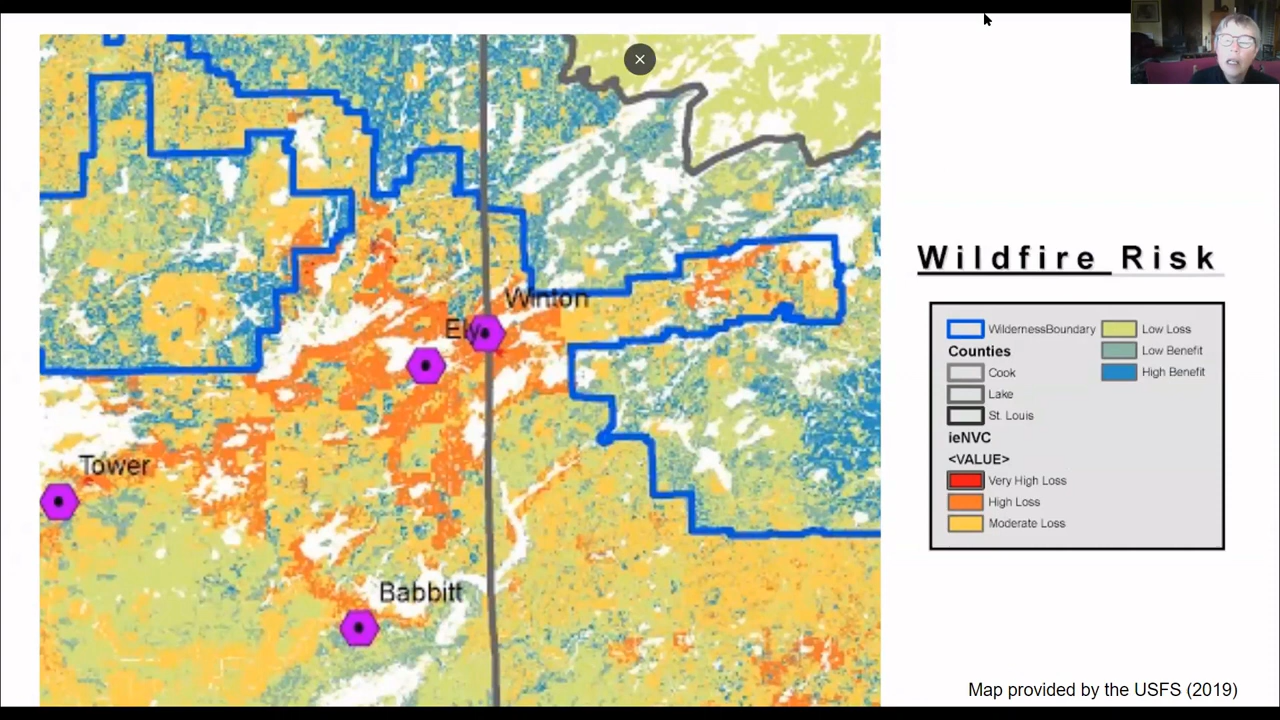 Winton
Ely
Tower
Babbitt
Wildfire Risk
WildernessBoundary
Counties
Cook
Lake
St. Louis
ieNVC
<VALUE>
Very High Loss
High Loss
Moderate Loss
Low Loss
Low Benefit
High Benefit
Map provided by the USFS (2019)